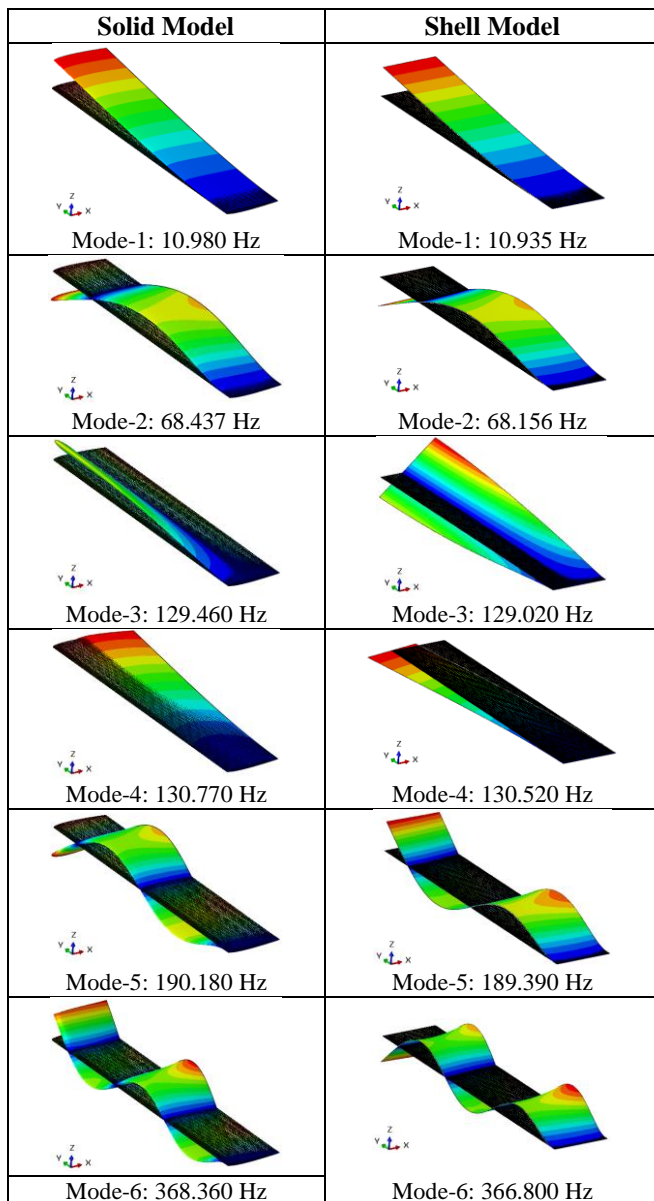 Solid Model Shell Model
Z Y X Z Y X
Mode-1: 10.980 Hz Mode-1: 10.935 Hz
Z Y X Z Y X
Mode-2: 68.437 Hz Mode-2: 68.156 Hz
Z Y X Z Y X
Mode-3: 129.460 Hz Mode-3: 129.020 Hz
Z Y X Z Y X
Mode-4: 130.770 Hz Mode-4: 130.520 Hz
Z Y X Z Y X
Mode-5: 190.180 Hz Mode-5: 189.390 Hz
Z Y X Z Y X
Mode-6: 368.360 Hz Mode-6: 366.800 Hz